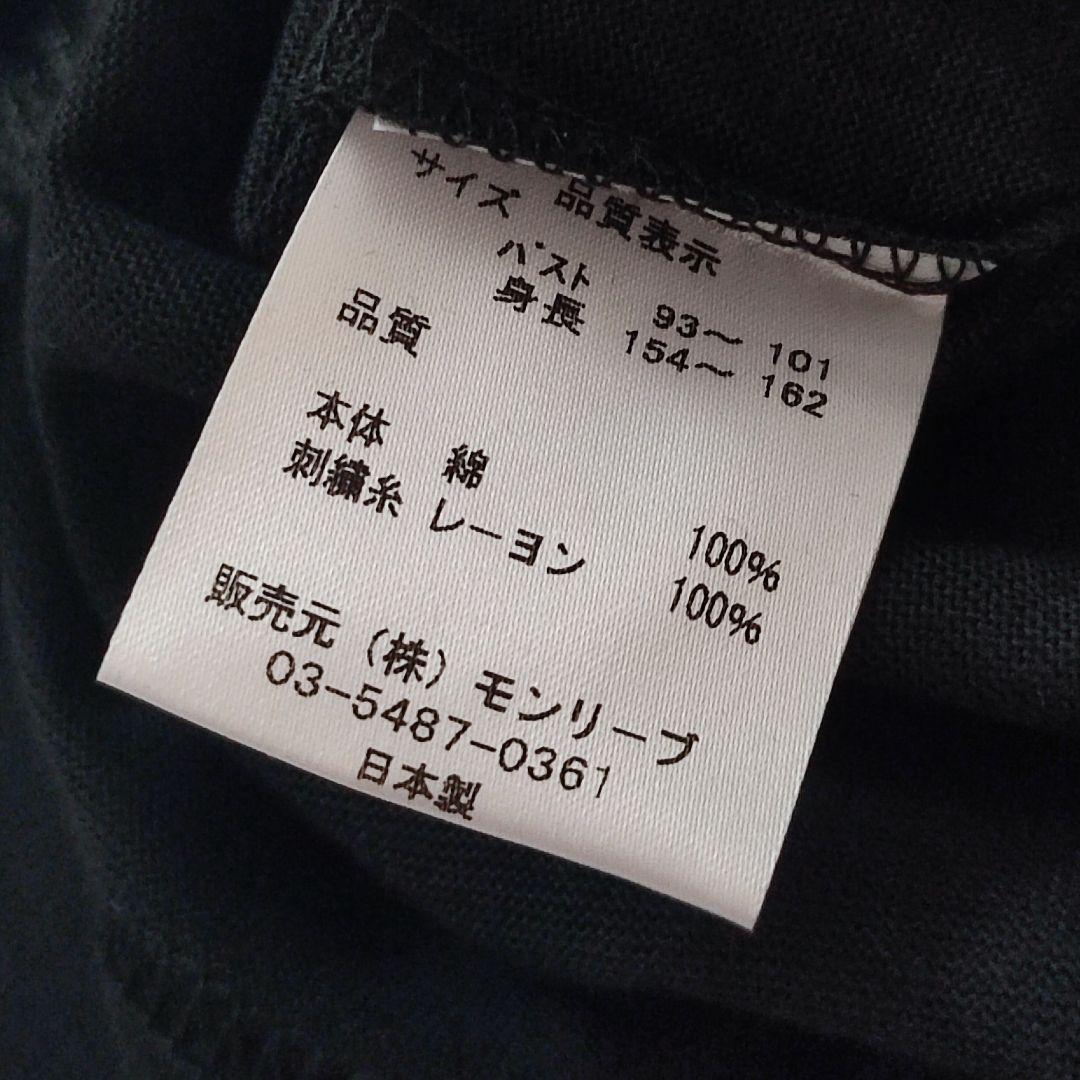 品質表示
サイズ
バスト 93～101
身長 154～162
品質
本体 綿 100%
刺繍糸 レーヨン 100%
販売元 (株) モンリーブ
03-5487-0361
日本製